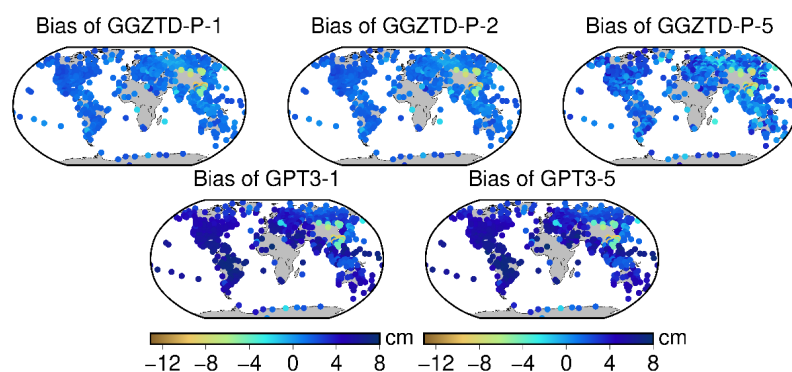 Bias of GGZTD-P-1
Bias of GGZTD-P-2
Bias of GGZTD-P-5
Bias of GPT3-1
Bias of GPT3-5
cm
−12 −8 −4 0 4 8
cm
−12 −8 −4 0 4 8